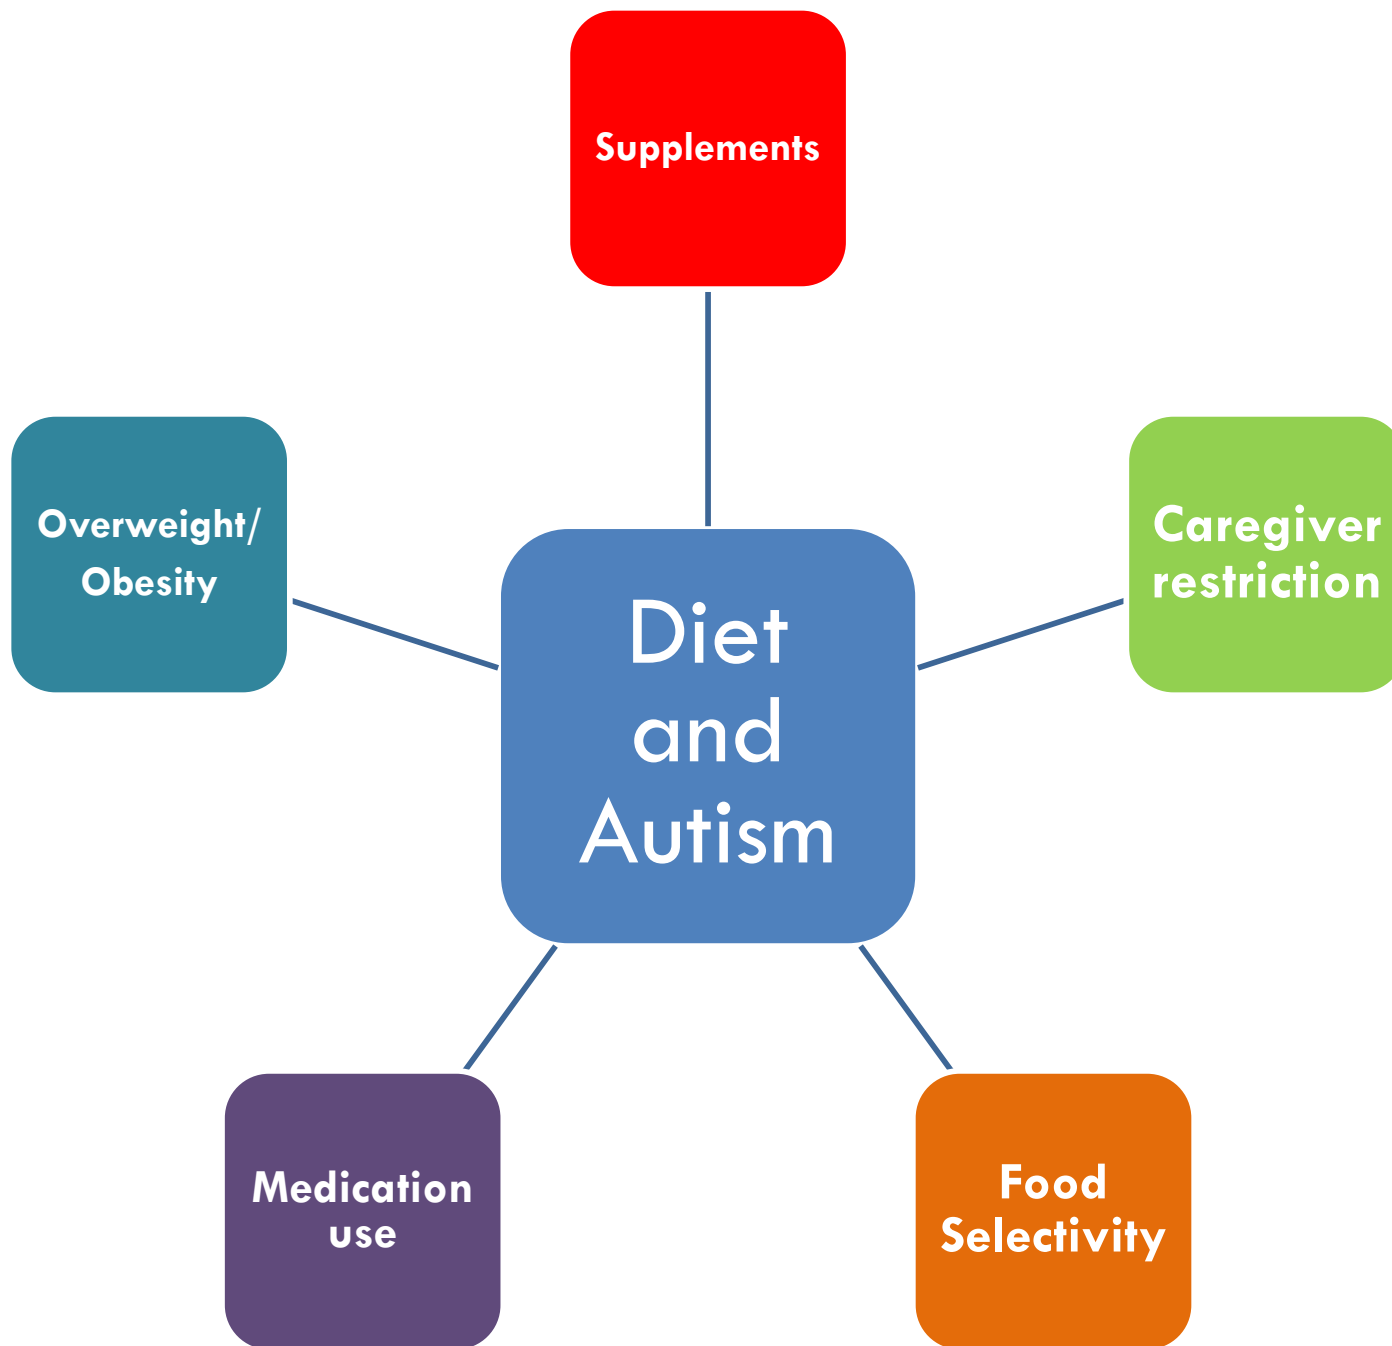 Supplements
Overweight/
Obesity
Caregiver
restriction
Diet
and
Autism
Medication
use
Food
Selectivity